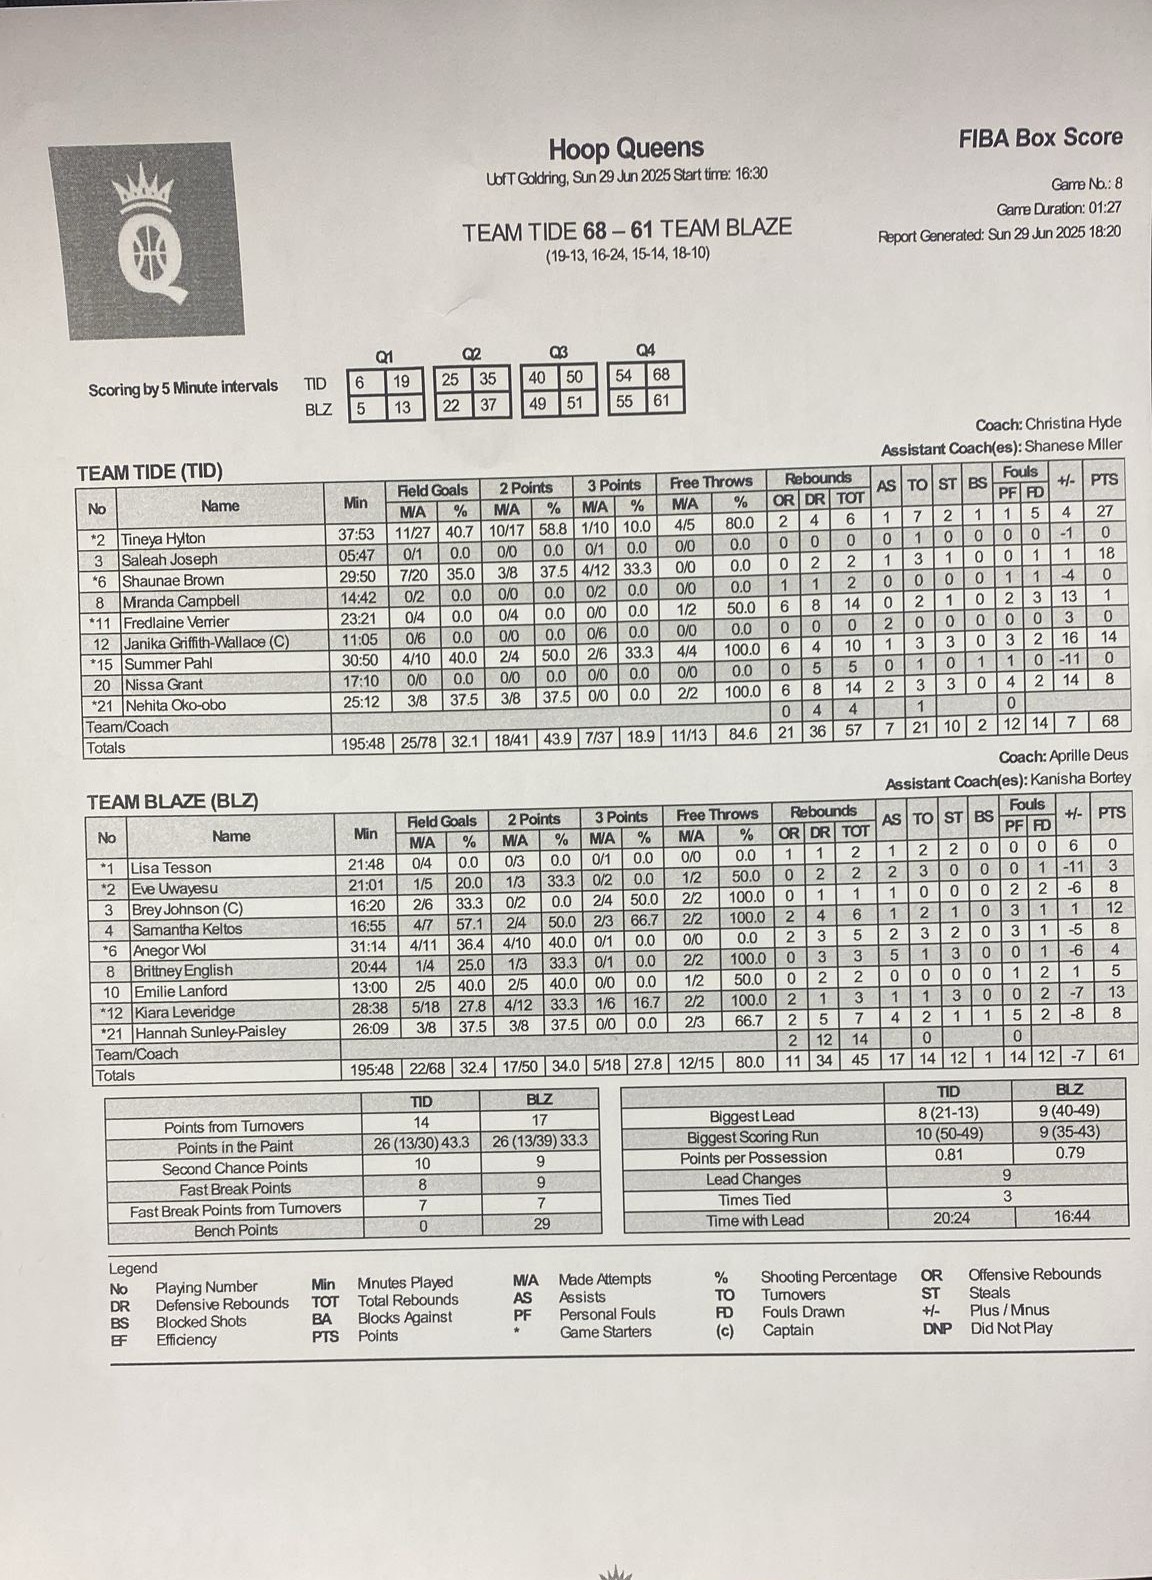 Hoop Queens
UofT Goldring, Sun 29 Jun 2025 Start time: 16:30
TEAM TIDE 68 – 61 TEAM BLAZE
(19-13, 16-24, 15-14, 18-10)
FIBA Box Score
Game No.: 8
Game Duration: 01:27
Report Generated: Sun 29 Jun 2025 18:20
Q
Q1 Q2 Q3 Q4
Scoring by 5 Minute intervals TID 6 19 25 35 40 50 54 68
BLZ 5 13 22 37 49 51 55 61
Coach: Christina Hyde
Assistant Coach(es): Shanese Miller
TEAM TIDE (TID)
No Name Min Field Goals 2 Points 3 Points Free Throws Rebounds AS TO ST BS Fouls +/- PTS
M/A % M/A % M/A % M/A % OR DR TOT PF FD
*2 Tineya Hylton 37:53 11/27 40.7 10/17 58.8 1/10 10.0 4/5 80.0 2 4 6 1 7 2 1 1 5 4 27
3 Saleah Joseph 05:47 0/1 0.0 0/0 0.0 0/1 0.0 0/0 0.0 0 0 0 0 1 0 0 0 0 -1 0
*6 Shaunae Brown 29:50 7/20 35.0 3/8 37.5 4/12 33.3 0/0 0.0 0 2 2 1 3 1 0 0 1 1 18
8 Miranda Campbell 14:42 0/2 0.0 0/0 0.0 0/2 0.0 0/0 0.0 1 1 2 0 0 0 0 1 1 -4 0
*11 Fredlaine Verrier 23:21 0/4 0.0 0/4 0.0 0/0 0.0 1/2 50.0 6 8 14 0 2 1 0 2 3 13 1
12 Janika Griffith-Wallace (C) 11:05 0/6 0.0 0/0 0.0 0/6 0.0 0/0 0.0 0 0 0 2 0 0 0 0 0 3 0
*15 Summer Pahl 30:50 4/10 40.0 2/4 50.0 2/6 33.3 4/4 100.0 6 4 10 1 3 3 0 3 2 16 14
20 Nissa Grant 17:10 0/0 0.0 0/0 0.0 0/0 0.0 0/0 0.0 0 5 5 0 1 0 1 1 0 -11 0
*21 Nehita Oko-obo 25:12 3/8 37.5 3/8 37.5 0/0 0.0 2/2 100.0 6 8 14 2 3 3 0 4 2 14 8
Team/Coach 0 4 4 1 0
Totals 195:48 25/78 32.1 18/41 43.9 7/37 18.9 11/13 84.6 21 36 57 7 21 10 2 12 14 7 68
Coach: Aprille Deus
Assistant Coach(es): Kanisha Bortey
TEAM BLAZE (BLZ)
No Name Min Field Goals 2 Points 3 Points Free Throws Rebounds AS TO ST BS Fouls +/- PTS
M/A % M/A % M/A % M/A % OR DR TOT PF FD
*1 Lisa Tesson 21:48 0/4 0.0 0/3 0.0 0/1 0.0 0/0 0.0 1 1 2 1 2 2 0 0 0 6 0
*2 Eve Uwayesu 21:01 1/5 20.0 1/3 33.3 0/2 0.0 1/2 50.0 0 2 2 2 3 0 0 0 1 -11 3
3 Brey Johnson (C) 16:20 2/6 33.3 0/2 0.0 2/4 50.0 2/2 100.0 0 1 1 1 0 0 0 2 2 -6 8
4 Samantha Keltos 16:55 4/7 57.1 2/4 50.0 2/3 66.7 2/2 100.0 2 4 6 1 2 1 0 3 1 1 12
*6 Anegor Wol 31:14 4/11 36.4 4/10 40.0 0/1 0.0 0/0 0.0 2 3 5 2 3 2 0 3 1 -5 8
8 Brittney English 20:44 1/4 25.0 1/3 33.3 0/1 0.0 2/2 100.0 0 3 3 5 1 3 0 0 1 -6 4
10 Emilie Lanford 13:00 2/5 40.0 2/5 40.0 0/0 0.0 1/2 50.0 0 2 2 0 0 0 0 1 2 1 5
*12 Kiara Leveridge 28:38 5/18 27.8 4/12 33.3 1/6 16.7 2/2 100.0 2 1 3 1 1 3 0 0 2 -7 13
*21 Hannah Sunley-Paisley 26:09 3/8 37.5 3/8 37.5 0/0 0.0 2/3 66.7 2 5 7 4 2 1 1 5 2 -8 8
Team/Coach 2 12 14 0 0
Totals 195:48 22/68 32.4 17/50 34.0 5/18 27.8 12/15 80.0 11 34 45 17 14 12 1 14 12 -7 61
TID BLZ
Points from Turnovers 14 17
Points in the Paint 26 (13/30) 43.3 26 (13/39) 33.3
Second Chance Points 10 9
Fast Break Points 8 9
Fast Break Points from Turnovers 7 7
Bench Points 0 29
TID BLZ
Biggest Lead 8 (21-13) 9 (40-49)
Biggest Scoring Run 10 (50-49) 9 (35-43)
Points per Possession 0.81 0.79
Lead Changes 9
Times Tied 3
Time with Lead 20:24 16:44
Legend
No Playing Number Min Minutes Played M/A Made Attempts % Shooting Percentage OR Offensive Rebounds
DR Defensive Rebounds TOT Total Rebounds AS Assists TO Turnovers ST Steals
BS Blocked Shots BA Blocks Against PF Personal Fouls FD Fouls Drawn +/- Plus / Minus
EF Efficiency PTS Points * Game Starters (c) Captain DNP Did Not Play